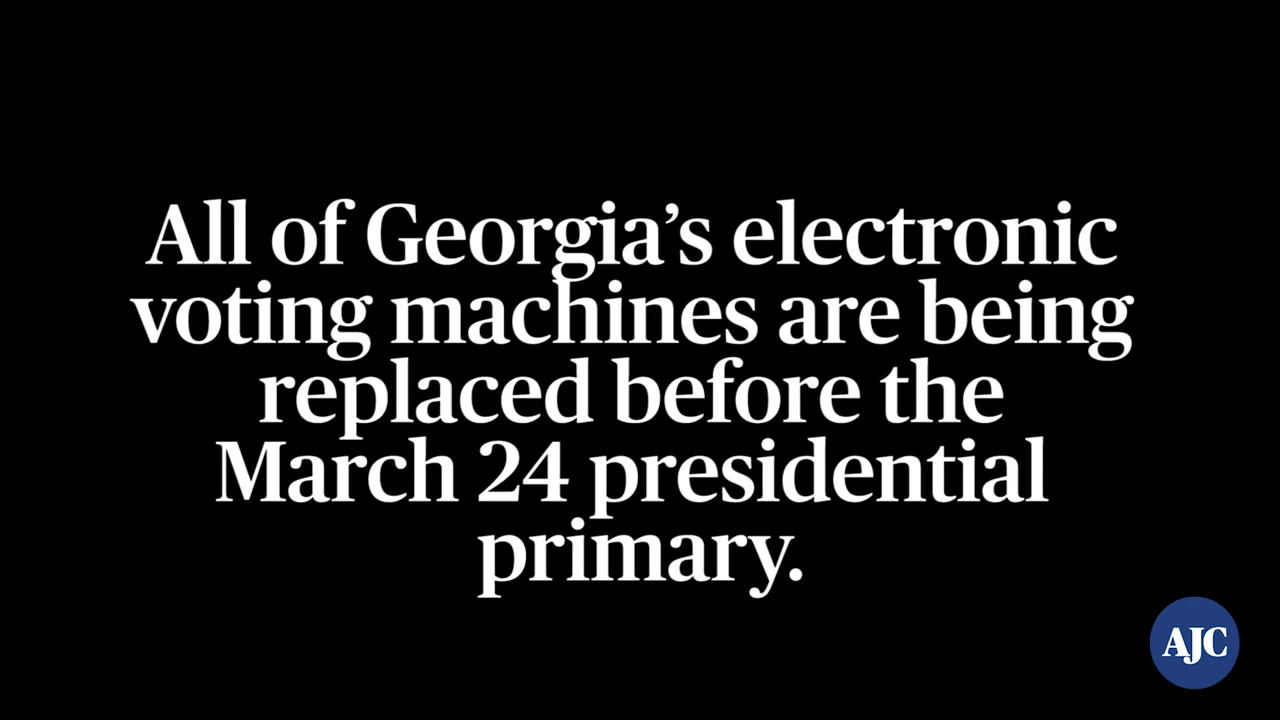 All of Georgia’s electronic
voting machines are being
replaced before the
March 24 presidential
primary.
AJC